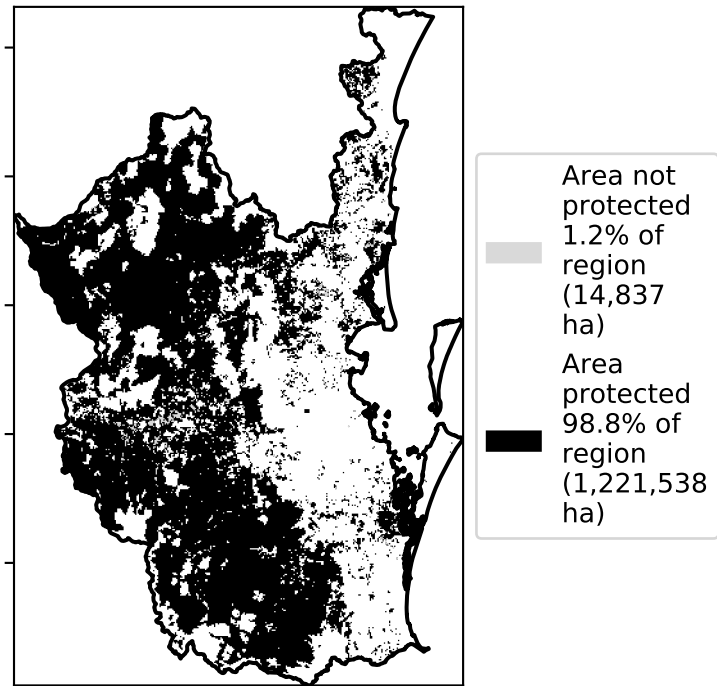 Area not
protected
1.2% of
region
(14,837
ha)
Area
protected
98.8% of
region
(1,221,538
ha)